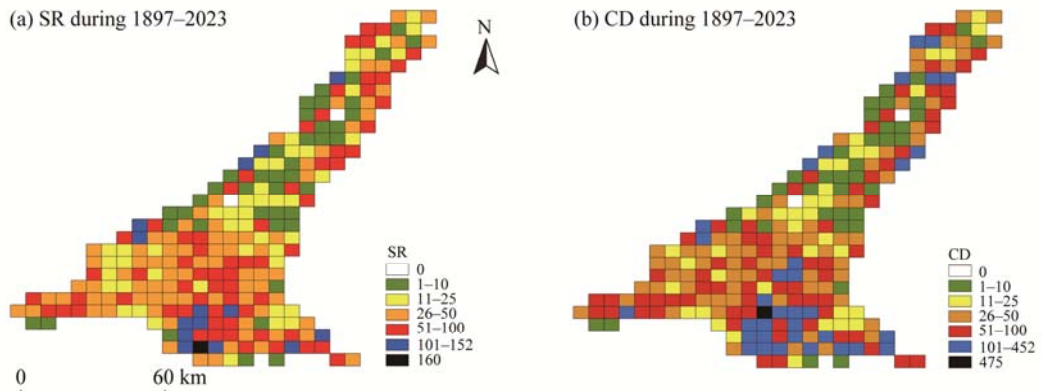 (a) SR during 1897–2023
N
(b) CD during 1897–2023
SR
0
1–10
11–25
26–50
51–100
101–152
160
CD
0
1–10
11–25
26–50
51–100
101–452
475
0 60 km